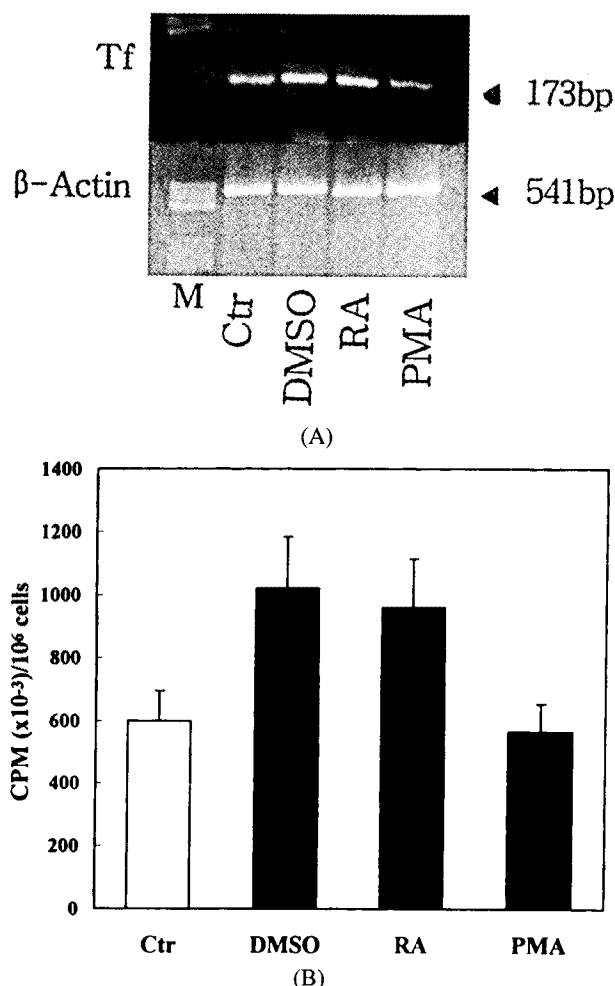 Tf
173bp
β-Actin
541bp
M Ctr DMSO RA PMA
(A)
1400
1200
1000
800
600
400
200
0
CPM (x10-3)/10⁶ cells
Ctr DMSO RA PMA
(B)